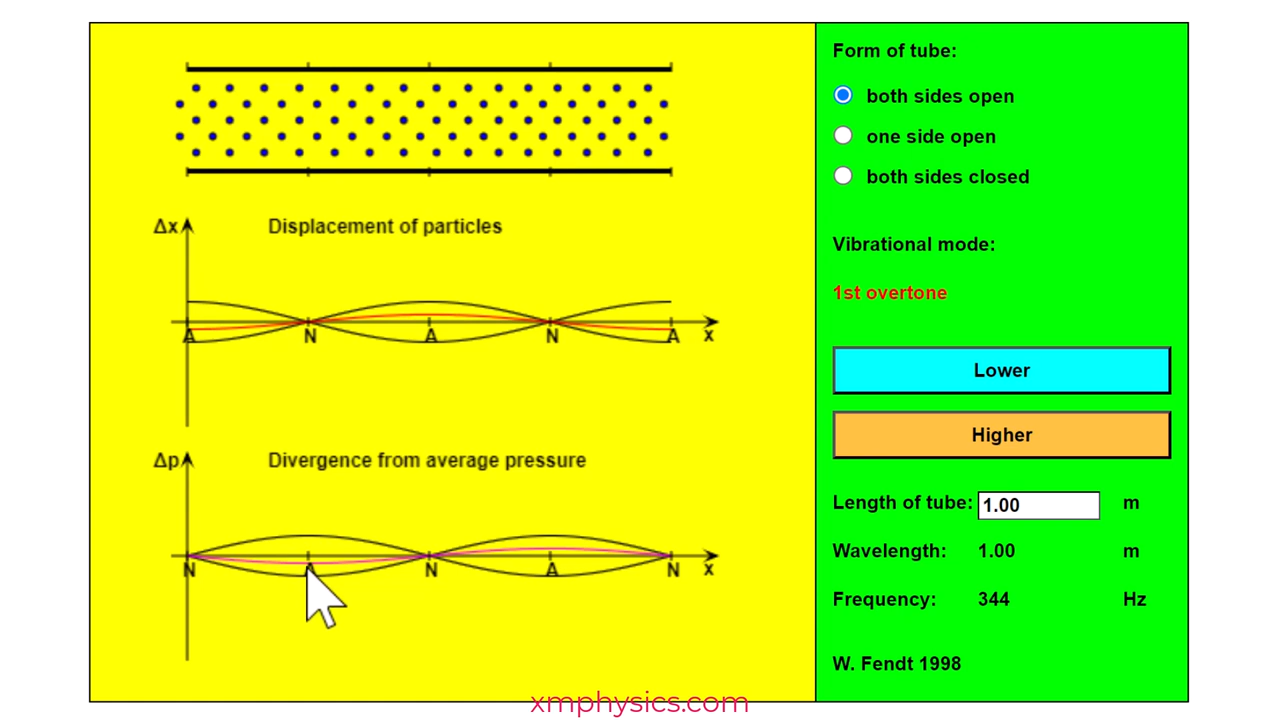 Form of tube:
both sides open
one side open
both sides closed
Δx
Displacement of particles
A N A N A x
Vibrational mode:
1st overtone
Lower
Higher
Δp
Divergence from average pressure
N A N A N x
Length of tube: 1.00 m
Wavelength: 1.00 m
Frequency: 344 Hz
W. Fendt 1998
xmphysics.com